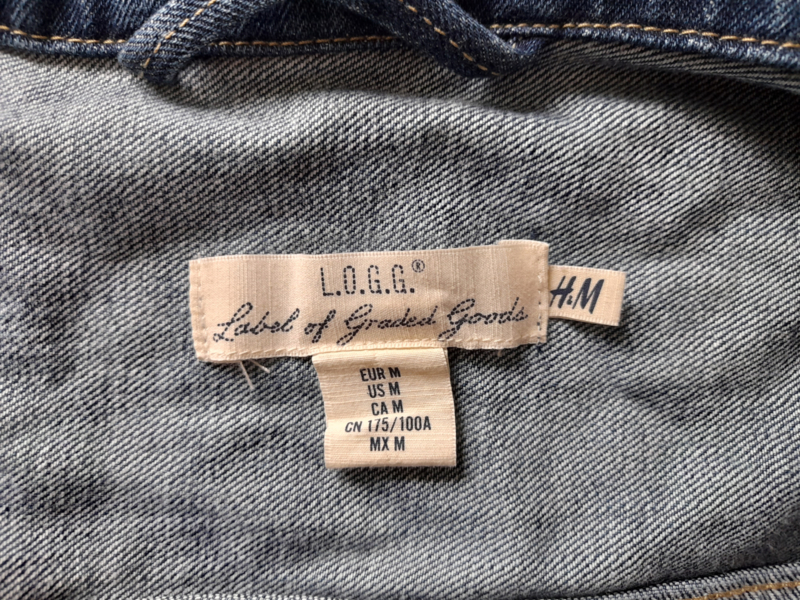 L.O.G.G.®
Label of Graded Goods
H&M
EUR M
US M
CA M
CN 175/100A
MX M